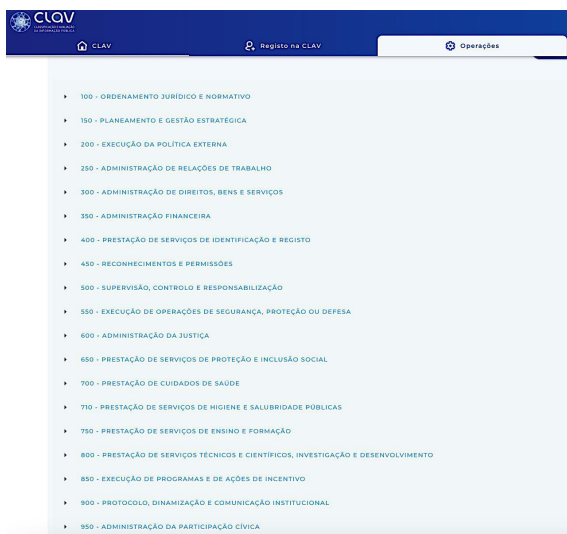 CLAV
CLASSIFICAÇÃO E AVALIAÇÃO
DA INFORMAÇÃO PÚBLICA
CLAV
Registo na CLAV
Operações
100 - ORDENAMENTO JURÍDICO E NORMATIVO
150 - PLANEAMENTO E GESTÃO ESTRATÉGICA
200 - EXECUÇÃO DA POLÍTICA EXTERNA
250 - ADMINISTRAÇÃO DE RELAÇÕES DE TRABALHO
300 - ADMINISTRAÇÃO DE DIREITOS, BENS E SERVIÇOS
350 - ADMINISTRAÇÃO FINANCEIRA
400 - PRESTAÇÃO DE SERVIÇOS DE IDENTIFICAÇÃO E REGISTO
450 - RECONHECIMENTOS E PERMISSÕES
500 - SUPERVISÃO, CONTROLO E RESPONSABILIZAÇÃO
550 - EXECUÇÃO DE OPERAÇÕES DE SEGURANÇA, PROTEÇÃO OU DEFESA
600 - ADMINISTRAÇÃO DA JUSTIÇA
650 - PRESTAÇÃO DE SERVIÇOS DE PROTEÇÃO E INCLUSÃO SOCIAL
700 - PRESTAÇÃO DE CUIDADOS DE SAÚDE
710 - PRESTAÇÃO DE SERVIÇOS DE HIGIENE E SALUBRIDADE PÚBLICAS
750 - PRESTAÇÃO DE SERVIÇOS DE ENSINO E FORMAÇÃO
800 - PRESTAÇÃO DE SERVIÇOS TÉCNICOS E CIENTÍFICOS, INVESTIGAÇÃO E DESENVOLVIMENTO
850 - EXECUÇÃO DE PROGRAMAS E DE AÇÕES DE INCENTIVO
900 - PROTOCOLO, DINAMIZAÇÃO E COMUNICAÇÃO INSTITUCIONAL
950 - ADMINISTRAÇÃO DA PARTICIPAÇÃO CÍVICA